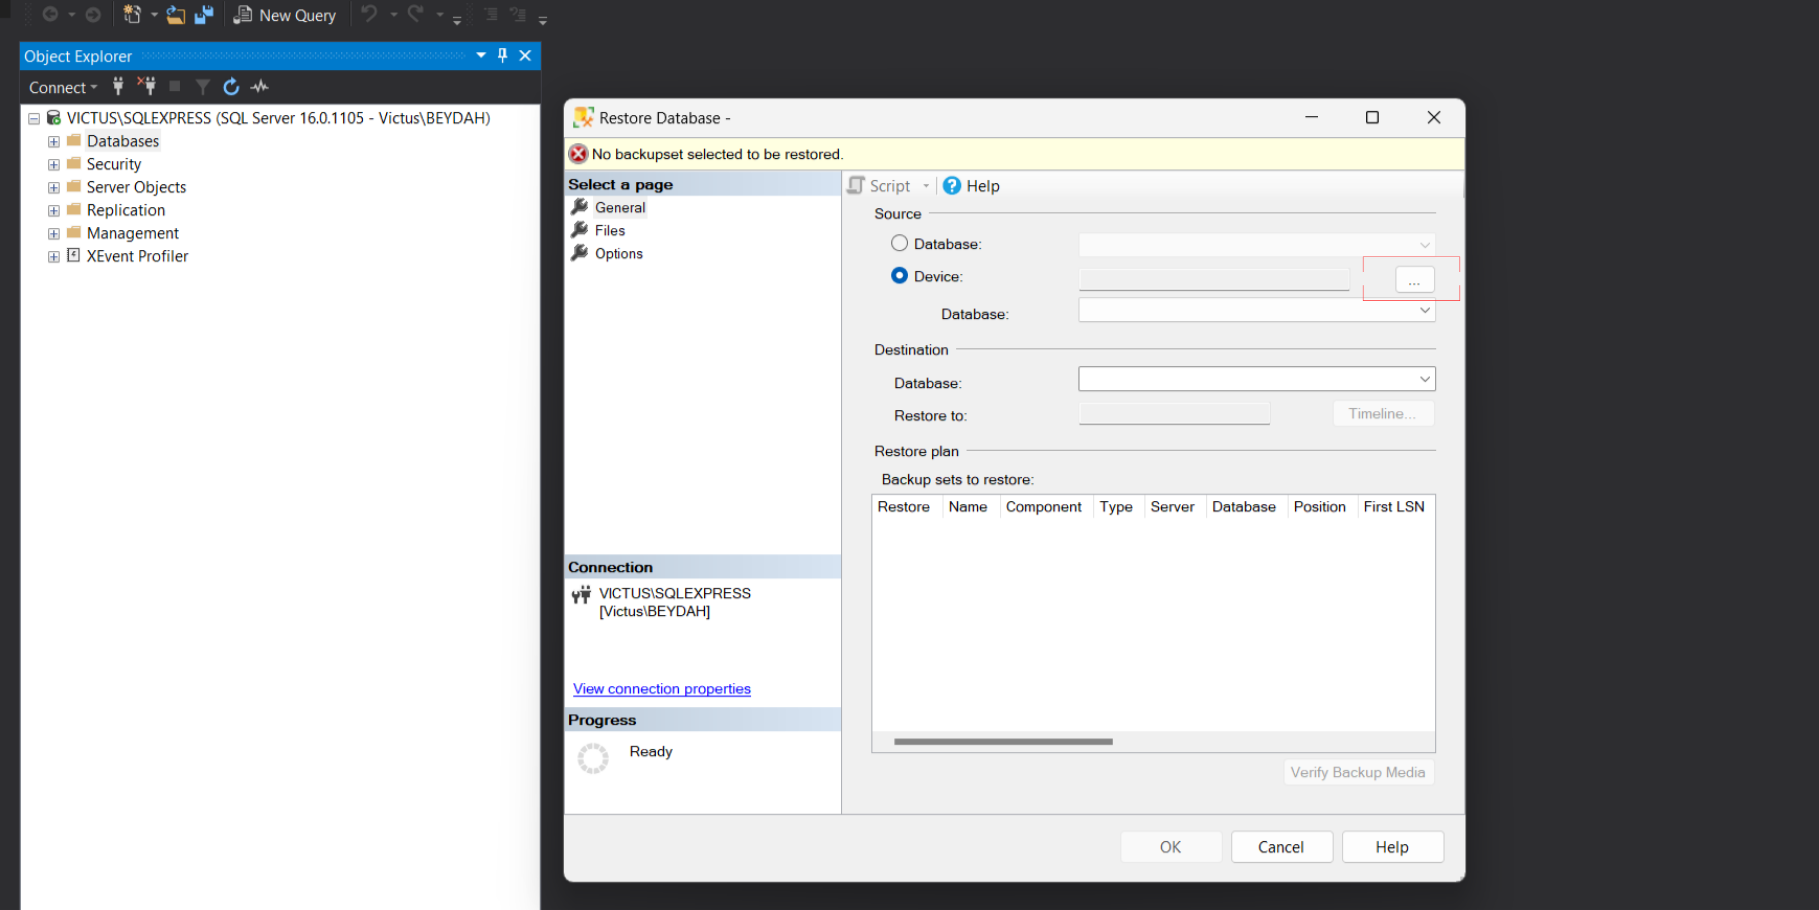 New Query
Object Explorer
Connect
VICTUS\SQLEXPRESS (SQL Server 16.0.1105 - Victus\BEYDAH)
Databases
Security
Server Objects
Replication
Management
XEvent Profiler
Restore Database -
No backupset selected to be restored.
Select a page
General
Files
Options
Connection
VICTUS\SQLEXPRESS
[Victus\BEYDAH]
View connection properties
Progress
Ready
Script
Help
Source
Database:
Device:
...
Database:
Destination
Database:
Restore to:
Timeline...
Restore plan
Backup sets to restore:
Restore Name Component Type Server Database Position First LSN
Verify Backup Media
OK Cancel Help